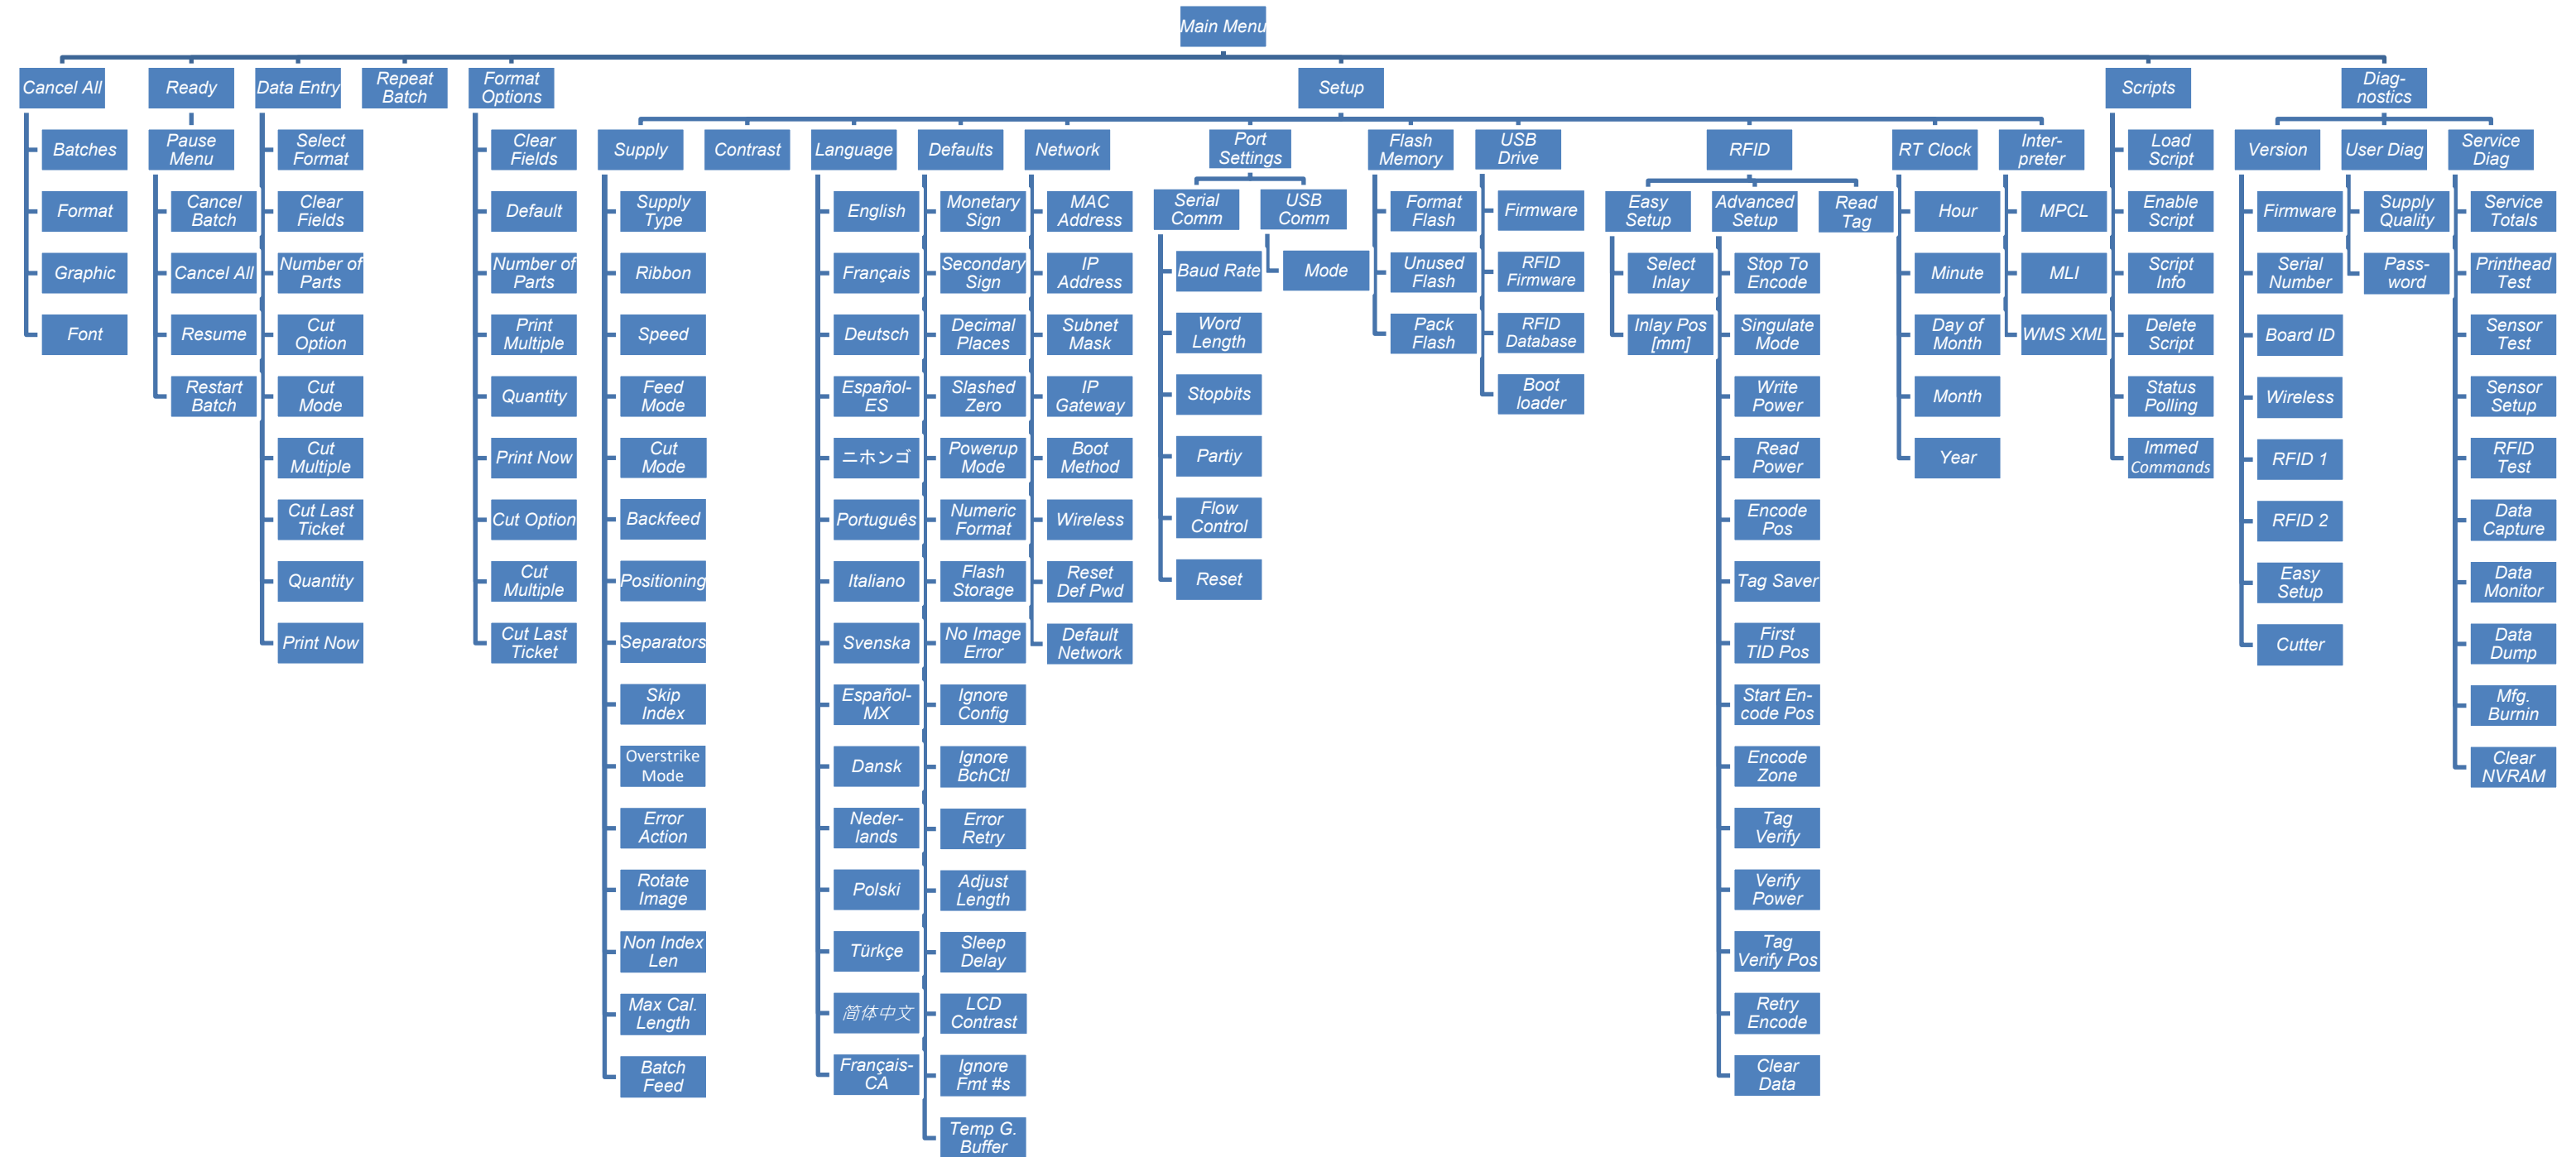 Main Menu
Cancel All
Batches
Format
Graphic
Font
Ready
Pause
Menu
Cancel
Batch
Cancel All
Resume
Restart
Batch
Data Entry
Select
Format
Clear
Fields
Number of
Parts
Cut
Option
Cut
Mode
Cut
Multiple
Cut Last
Ticket
Quantity
Print Now
Repeat
Batch
Format
Options
Clear
Fields
Default
Number of
Parts
Print
Multiple
Quantity
Print Now
Cut Option
Cut
Multiple
Cut Last
Ticket
Setup
Supply
Supply
Type
Ribbon
Speed
Feed
Mode
Cut
Mode
Backfeed
Positioning
Separators
Skip
Index
Overstrike
Mode
Error
Action
Rotate
Image
Non Index
Len
Max Cal.
Length
Batch
Feed
Contrast
Language
English
Français
Deutsch
Español-
ES
ニホンゴ
Português
Italiano
Svenska
Español-
MX
Dansk
Neder-
lands
Polski
Türkçe
简体中文
Français-
CA
Defaults
Monetary
Sign
Secondary
Sign
Decimal
Places
Slashed
Zero
Powerup
Mode
Numeric
Format
Flash
Storage
No Image
Error
Ignore
Config
Ignore
BchCtl
Error
Retry
Adjust
Length
Sleep
Delay
LCD
Contrast
Ignore
Fmt #s
Temp G.
Buffer
Network
MAC
Address
IP
Address
Subnet
Mask
IP
Gateway
Boot
Method
Wireless
Reset
Def Pwd
Default
Network
Port
Settings
Serial
Comm
Baud Rate
Word
Length
Stopbits
Partiy
Flow
Control
Reset
USB
Comm
Mode
Flash
Memory
Format
Flash
Unused
Flash
Pack
Flash
USB
Drive
Firmware
RFID
Firmware
RFID
Database
Boot
loader
RFID
Easy
Setup
Select
Inlay
Inlay Pos
[mm]
Advanced
Setup
Stop To
Encode
Singulate
Mode
Write
Power
Read
Power
Encode
Pos
Tag Saver
First
TID Pos
Start En-
code Pos
Encode
Zone
Tag
Verify
Verify
Power
Tag
Verify Pos
Retry
Encode
Clear
Data
Read
Tag
RT Clock
Hour
Minute
Day of
Month
Month
Year
Inter-
preter
MPCL
MLI
WMS XML
Scripts
Load
Script
Enable
Script
Script
Info
Delete
Script
Status
Polling
Immed
Commands
Diag-
nostics
Version
Firmware
Serial
Number
Board ID
Wireless
RFID 1
RFID 2
Easy
Setup
Cutter
User Diag
Supply
Quality
Pass-
word
Service
Diag
Service
Totals
Printhead
Test
Sensor
Test
Sensor
Setup
RFID
Test
Data
Capture
Data
Monitor
Data
Dump
Mfg.
Burnin
Clear
NVRAM